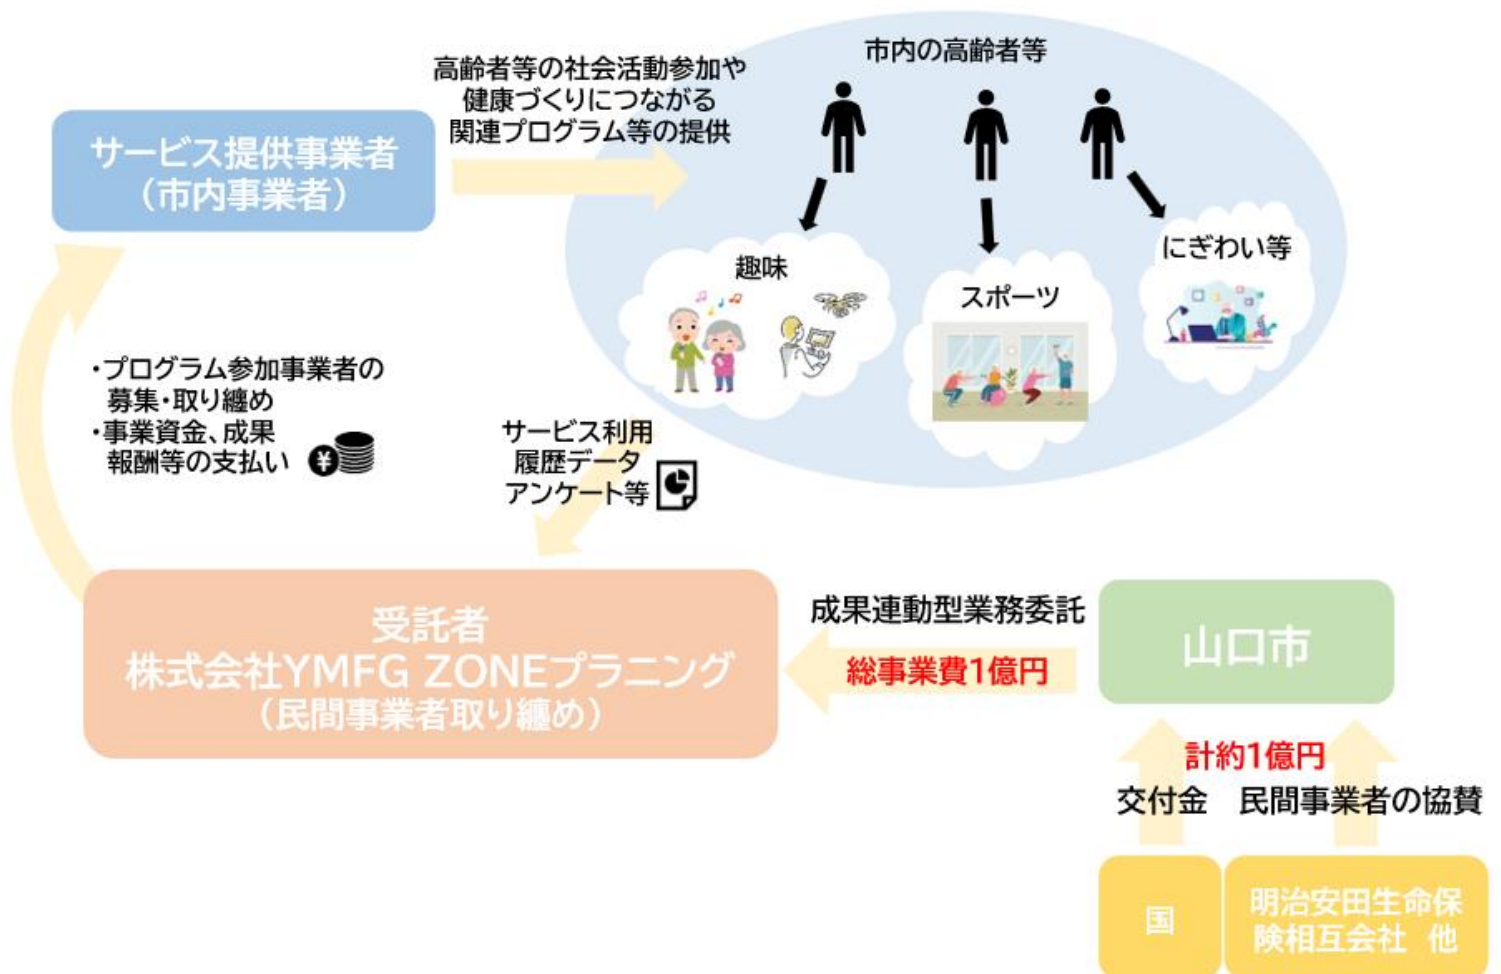 市内の高齢者等
高齢者等の社会活動参加や
健康づくりにつながる
関連プログラム等の提供
サービス提供事業者
（市内事業者）
趣味
スポーツ
にぎわい等
・プログラム参加事業者の
募集・取り纏め
・事業資金、成果
報酬等の支払い
¥
サービス利用
履歴データ
アンケート等
受託者
株式会社YMFG ZONEプラニング
（民間事業者取り纏め）
成果連動型業務委託
総事業費1億円
山口市
計約1億円
交付金　民間事業者の協賛
国
明治安田生命保
険相互会社　他